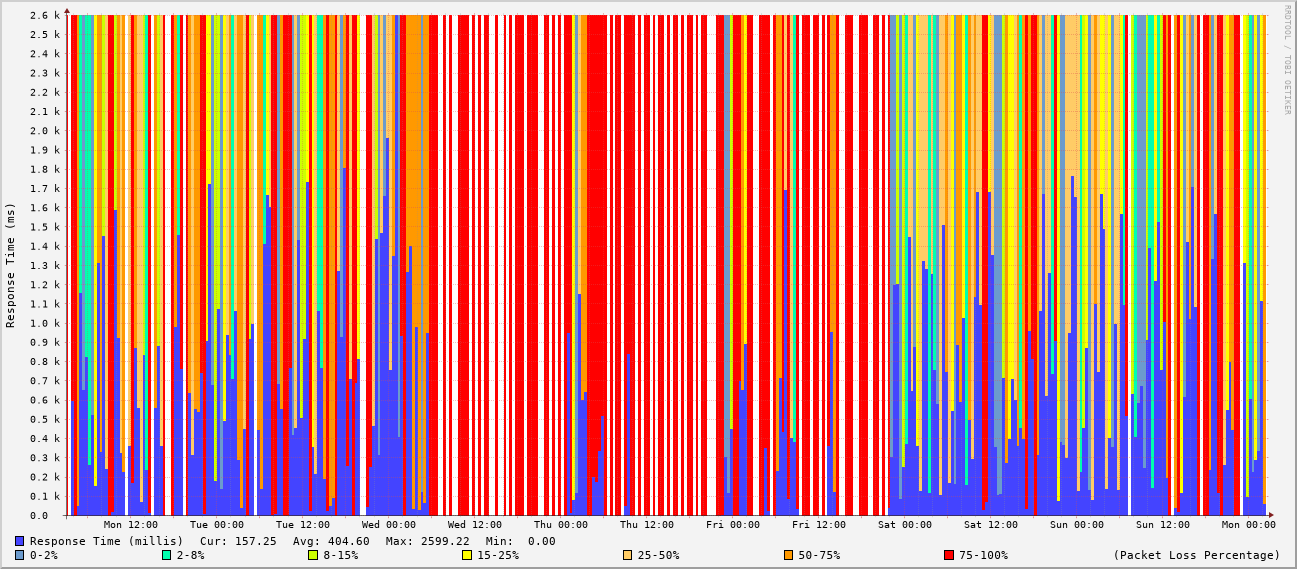 RRDTOOL / TOBI OETIKER
Response Time (ms)
2.6 k
2.5 k
2.4 k
2.3 k
2.2 k
2.1 k
2.0 k
1.9 k
1.8 k
1.7 k
1.6 k
1.5 k
1.4 k
1.3 k
1.2 k
1.1 k
1.0 k
0.9 k
0.8 k
0.7 k
0.6 k
0.5 k
0.4 k
0.3 k
0.2 k
0.1 k
0.0
Mon 12:00 Tue 00:00 Tue 12:00 Wed 00:00 Wed 12:00 Thu 00:00 Thu 12:00 Fri 00:00 Fri 12:00 Sat 00:00 Sat 12:00 Sun 00:00 Sun 12:00 Mon 00:00
Response Time (millis) Cur: 157.25 Avg: 404.60 Max: 2599.22 Min: 0.00
0-2% 2-8% 8-15% 15-25% 25-50% 50-75% 75-100% (Packet Loss Percentage)